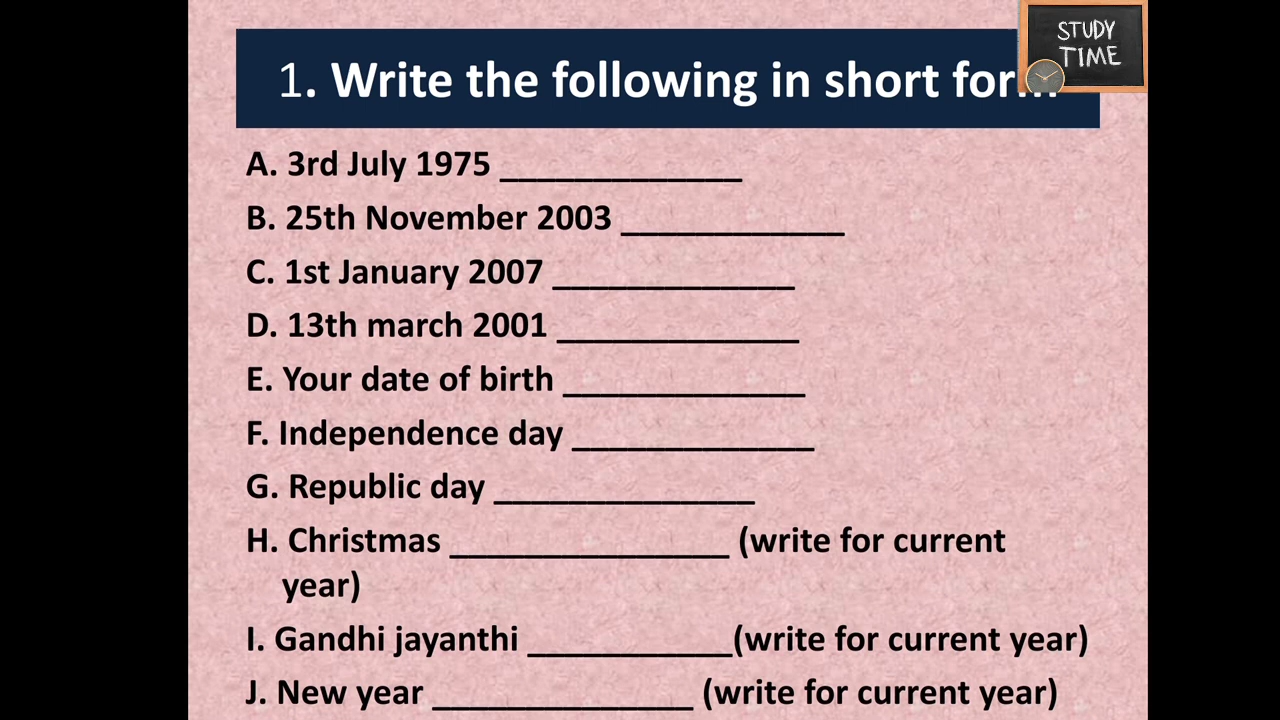 STUDY
TIME
1. Write the following in short
A. 3rd July 1975 _____________
B. 25th November 2003 ____________
C. 1st January 2007 _____________
D. 13th march 2001 _____________
E. Your date of birth _____________
F. Independence day _____________
G. Republic day ______________
H. Christmas _______________ (write for current
year)
I. Gandhi jayanthi ___________(write for current year)
J. New year ______________ (write for current year)